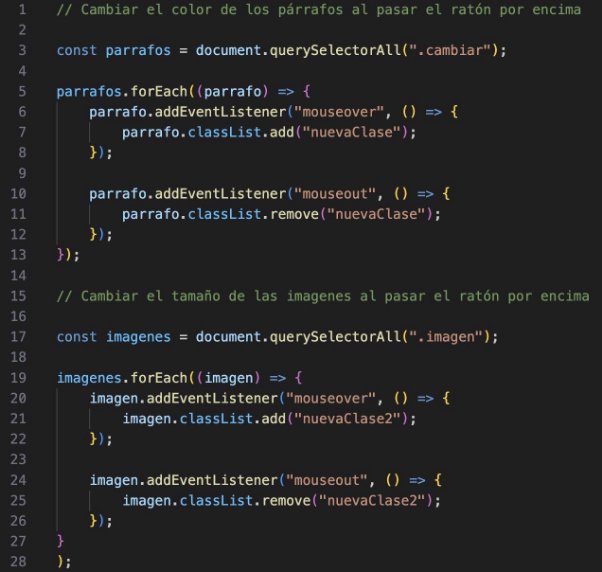 1 // Cambiar el color de los párrafos al pasar el ratón por encima
2
3 const parrafos = document.querySelectorAll(".cambiar");
4
5 parrafos.forEach((parrafo) => {
6     parrafo.addEventListener("mouseover", () => {
7         parrafo.classList.add("nuevaClase");
8     });
9
10     parrafo.addEventListener("mouseout", () => {
11         parrafo.classList.remove("nuevaClase");
12     });
13 });
14
15 // Cambiar el tamaño de las imagenes al pasar el ratón por encima
16
17 const imagenes = document.querySelectorAll(".imagen");
18
19 imagenes.forEach((imagen) => {
20     imagen.addEventListener("mouseover", () => {
21         imagen.classList.add("nuevaClase2");
22     });
23
24     imagen.addEventListener("mouseout", () => {
25         imagen.classList.remove("nuevaClase2");
26     });
27 }
28 );